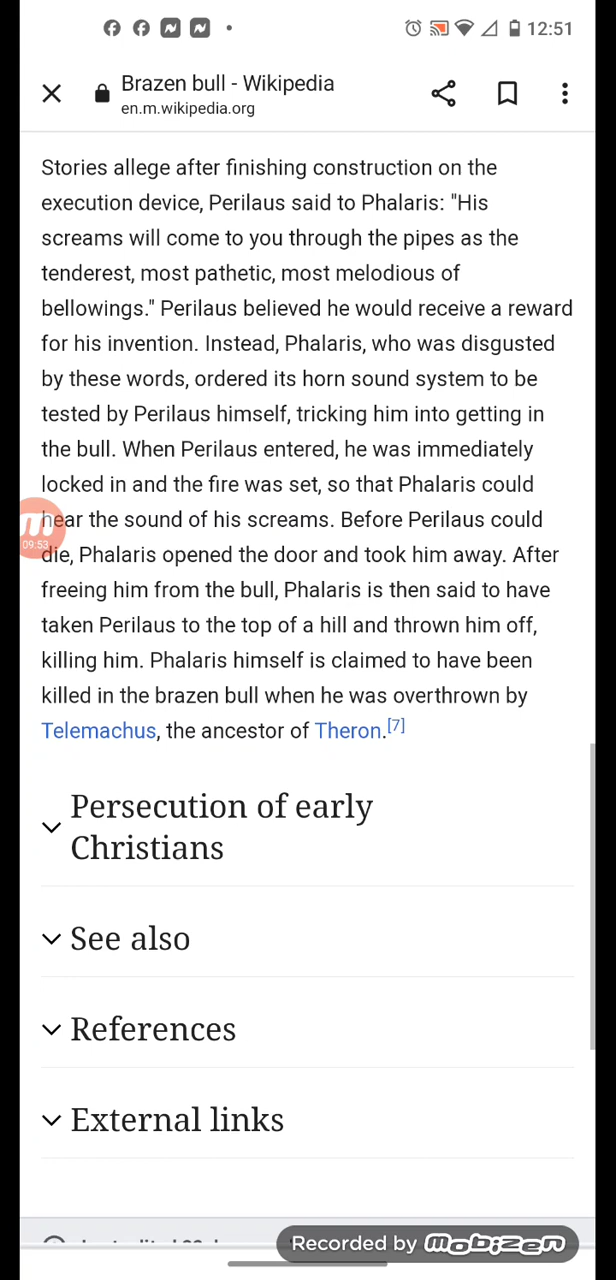 12:51
Brazen bull - Wikipedia
en.m.wikipedia.org
Stories allege after finishing construction on the
execution device, Perilaus said to Phalaris: "His
screams will come to you through the pipes as the
tenderest, most pathetic, most melodious of
bellowings." Perilaus believed he would receive a reward
for his invention. Instead, Phalaris, who was disgusted
by these words, ordered its horn sound system to be
tested by Perilaus himself, tricking him into getting in
the bull. When Perilaus entered, he was immediately
locked in and the fire was set, so that Phalaris could
hear the sound of his screams. Before Perilaus could
09:53
die, Phalaris opened the door and took him away. After
freeing him from the bull, Phalaris is then said to have
taken Perilaus to the top of a hill and thrown him off,
killing him. Phalaris himself is claimed to have been
killed in the brazen bull when he was overthrown by
Telemachus, the ancestor of Theron.[7]
Persecution of early
Christians
See also
References
External links
Recorded by mobizen